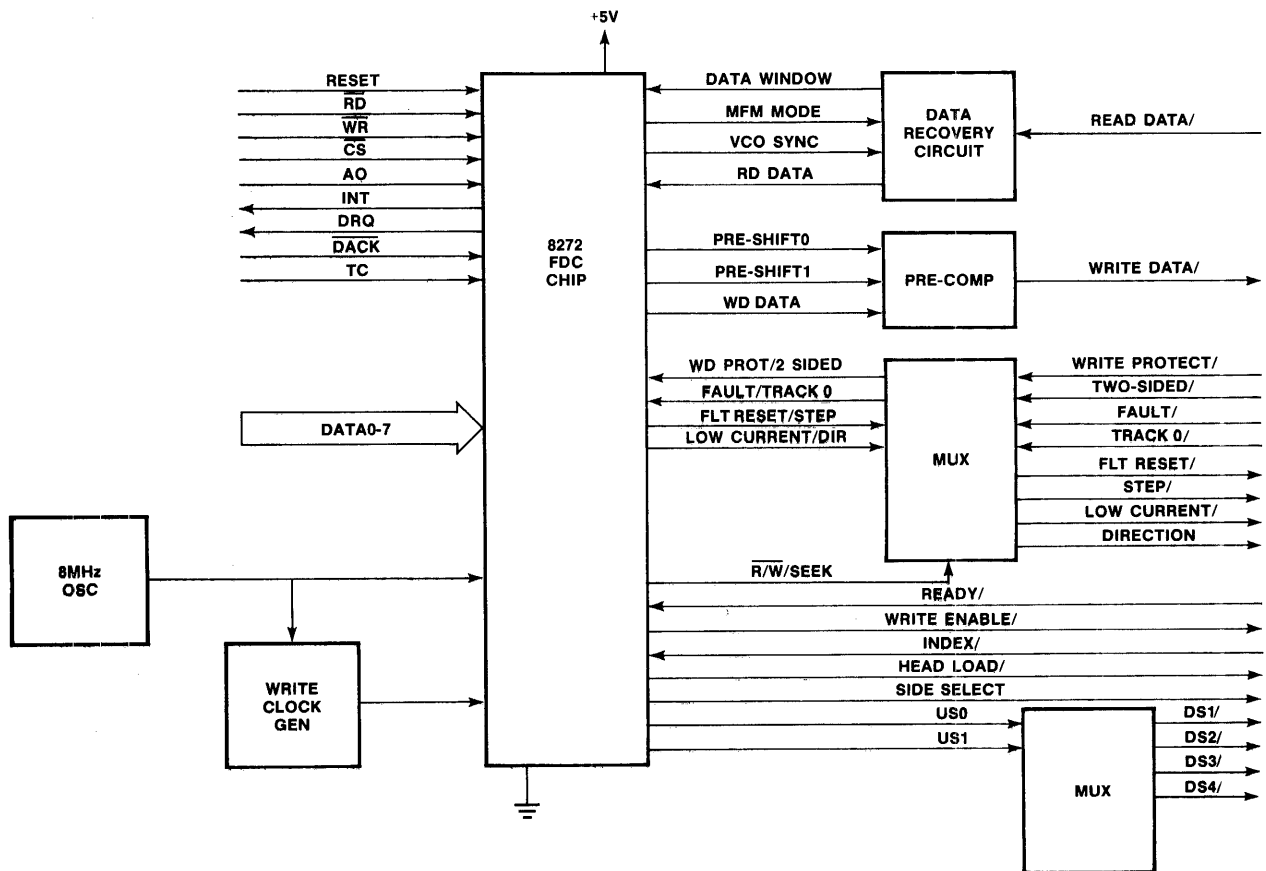 +5V
RESET
RD
WR
CS
AO
INT
DRQ
DACK
TC
DATA0-7
8MHz
OSC
WRITE
CLOCK
GEN
8272
FDC
CHIP
DATA WINDOW
MFM MODE
VCO SYNC
RD DATA
DATA
RECOVERY
CIRCUIT
READ DATA/
PRE-SHIFT0
PRE-SHIFT1
WD DATA
PRE-COMP
WRITE DATA/
WD PROT/2 SIDED
FAULT/TRACK 0
FLT RESET/STEP
LOW CURRENT/DIR
MUX
WRITE PROTECT/
TWO-SIDED/
FAULT/
TRACK 0/
FLT RESET/
STEP/
LOW CURRENT/
DIRECTION
R/W/SEEK
READY/
WRITE ENABLE/
INDEX/
HEAD LOAD/
SIDE SELECT
US0
US1
MUX
DS1/
DS2/
DS3/
DS4/